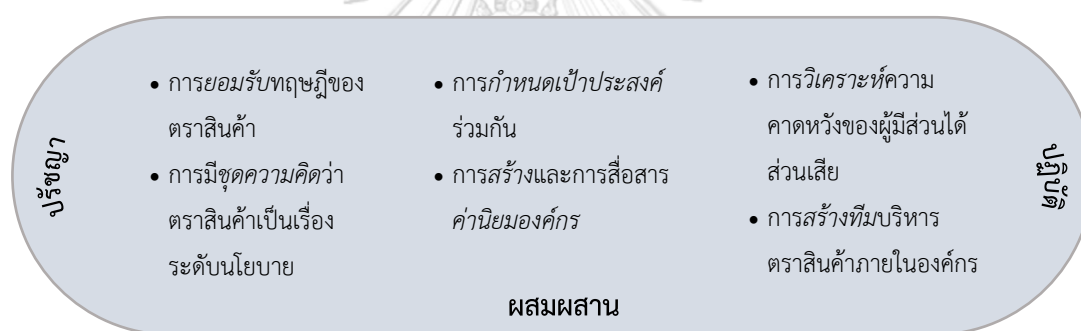 ปรัชญา
• การยอมรับทฤษฎีของ
ตราสินค้า
• การมีชุดความคิดว่า
ตราสินค้าเป็นเรื่อง
ระดับนโยบาย
• การกำหนดเป้าประสงค์
ร่วมกัน
• การสร้างและการสื่อสาร
ค่านิยมองค์กร
• การวิเคราะห์ความ
คาดหวังของผู้มีส่วนได้
ส่วนเสีย
• การสร้างทีมบริหาร
ตราสินค้าภายในองค์กร
ปฏิบัติ
ผสมผสาน